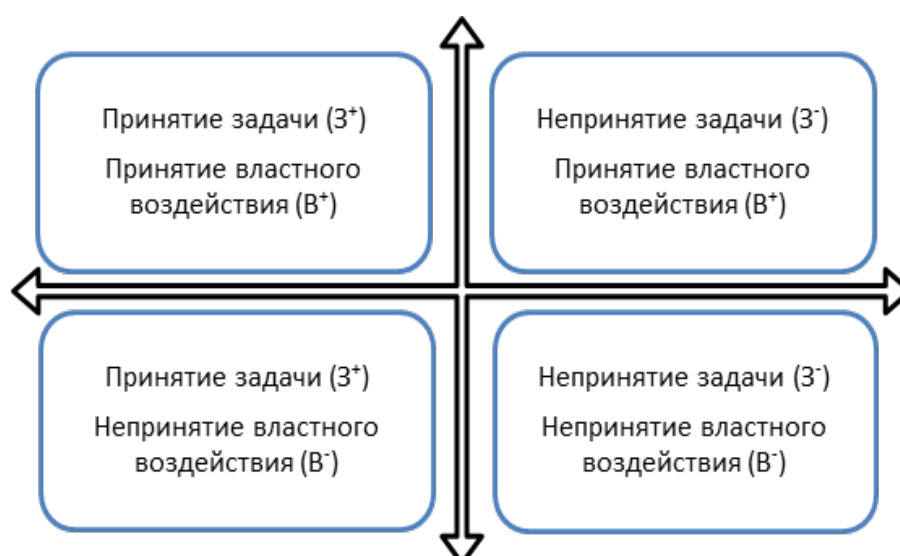 Принятие задачи (З⁺)
Принятие властного
воздействия (В⁺)
Непринятие задачи (З⁻)
Принятие властного
воздействия (В⁺)
Принятие задачи (З⁺)
Непринятие властного
воздействия (В⁻)
Непринятие задачи (З⁻)
Непринятие властного
воздействия (В⁻)